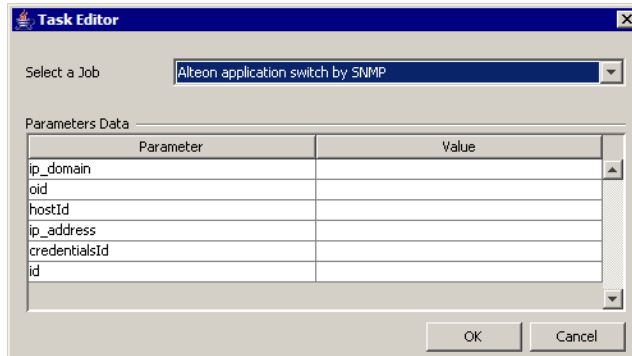 Task Editor
Select a Job Alteon application switch by SNMP
Parameters Data
Parameter Value
ip_domain
oid
hostId
ip_address
credentialsId
id
OK Cancel